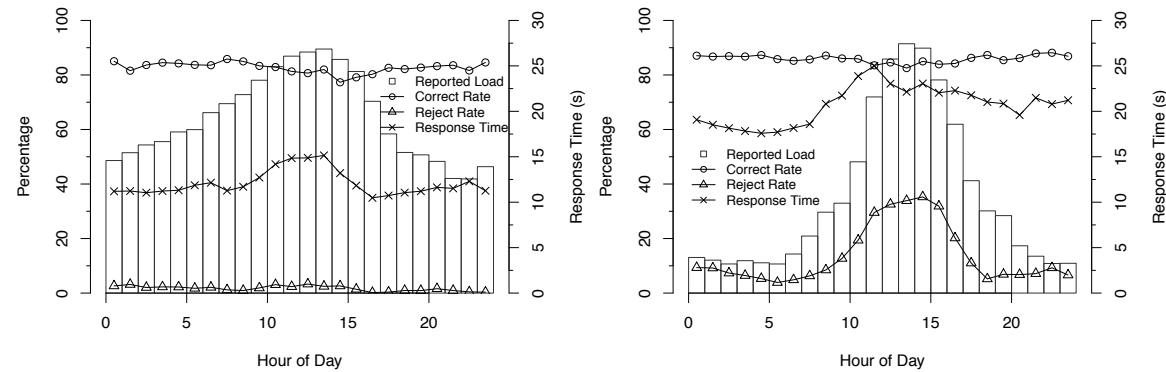 100
80
60
40
20
0
Percentage
30
25
20
15
10
5
0
Response Time (s)
Reported Load
Correct Rate
Reject Rate
Response Time
0 5 10 15 20
Hour of Day
100
80
60
40
20
0
Percentage
30
25
20
15
10
5
0
Response Time (s)
Reported Load
Correct Rate
Reject Rate
Response Time
0 5 10 15 20
Hour of Day